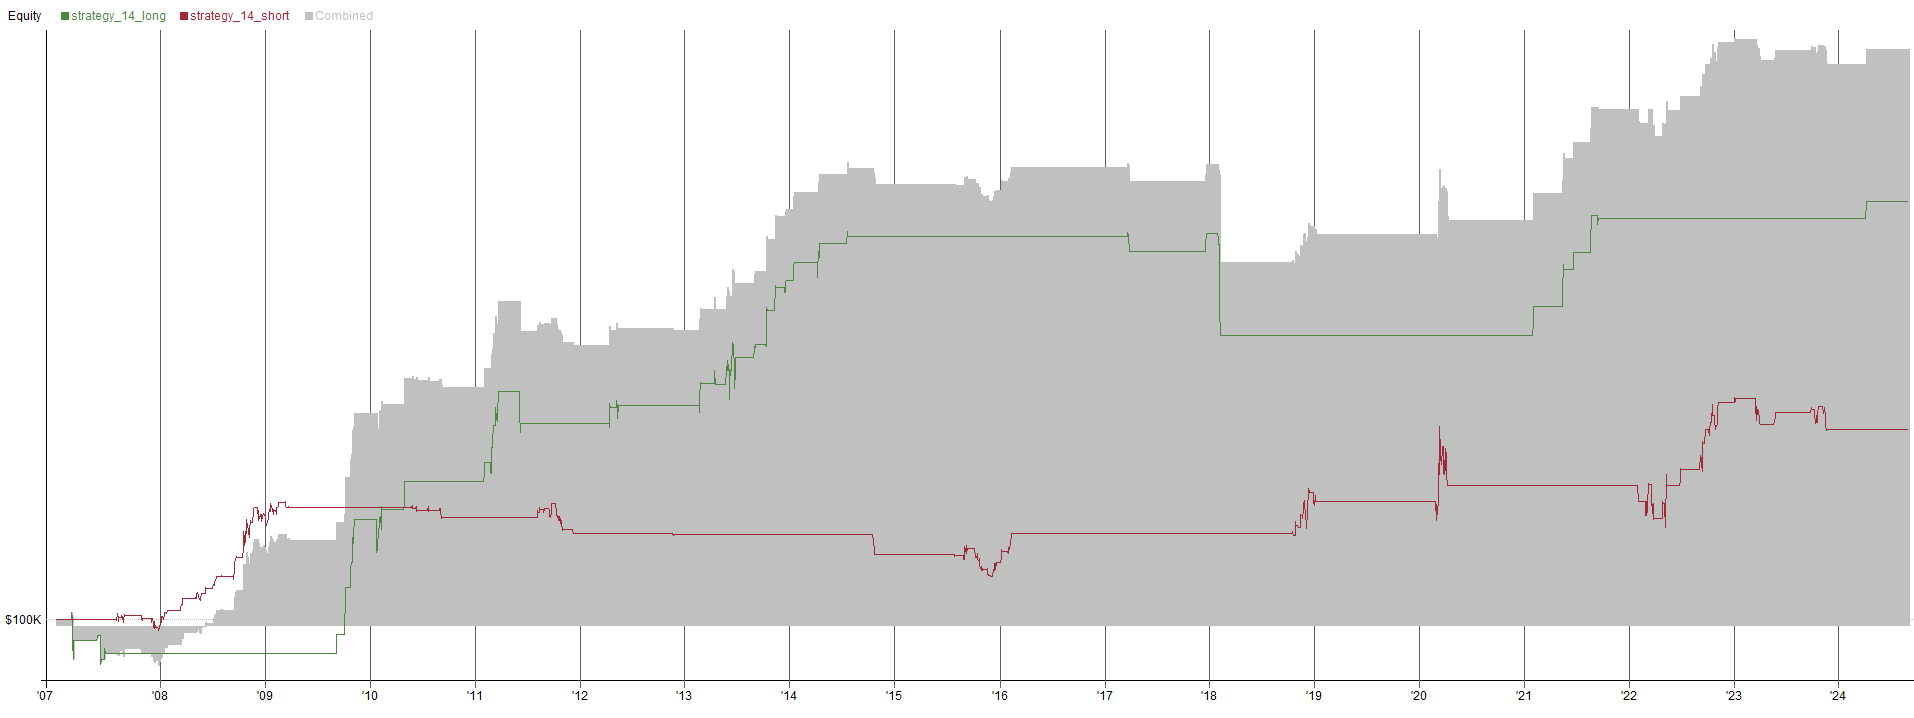 Equity strategy_14_long strategy_14_short Combined
$100K
'07 '08 '09 '10 '11 '12 '13 '14 '15 '16 '17 '18 '19 '20 '21 '22 '23 '24